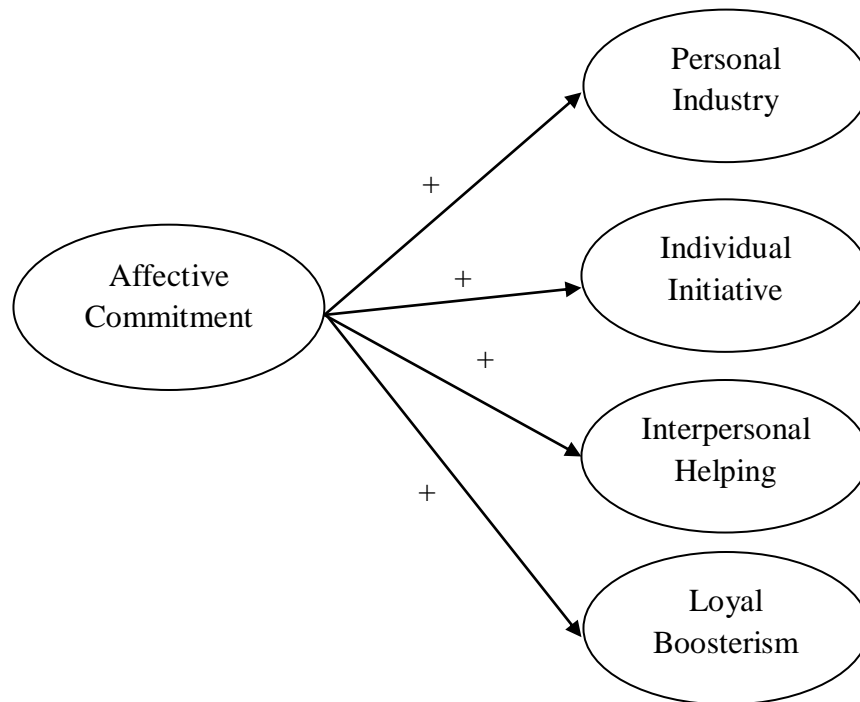 Personal
Industry
+
Individual
Initiative
+
Affective
Commitment
+
Interpersonal
Helping
+
Loyal
Boosterism